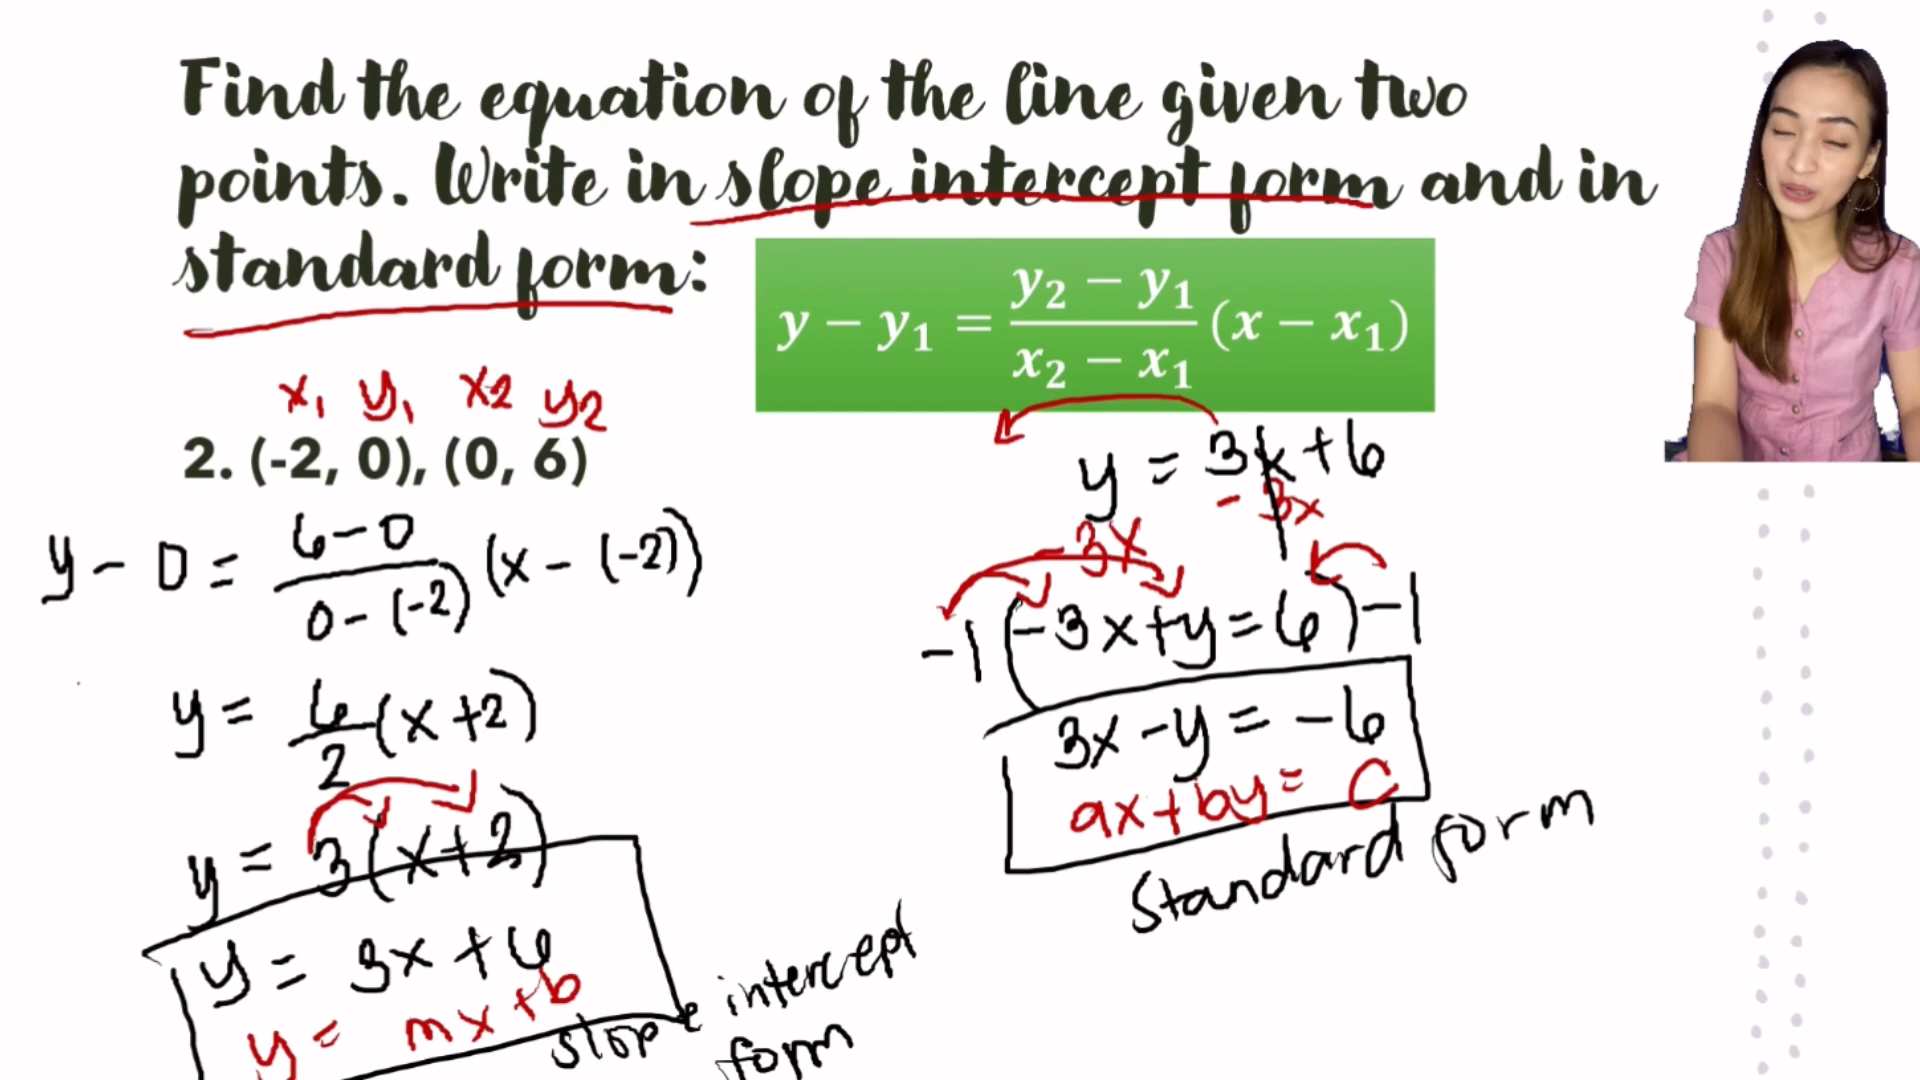 Find the equation of the line given two
points. Write in slope intercept form and in
standard form:
y − y₁ = (y₂ − y₁)/(x₂ − x₁) (x − x₁)
x₁ y₁ x2 y2
2. (-2, 0), (0, 6)
y - 0 = (6 - 0)/(0 - (-2)) (x - (-2))
y = 6/2 (x + 2)
y = 3(x + 2)
y = 3x + 6
y = mx + b
slope intercept
form
y = 3x + 6
- 3x
- 3x
-1 (-3x + y = 6) -1
3x - y = -6
ax + by = c
Standard form